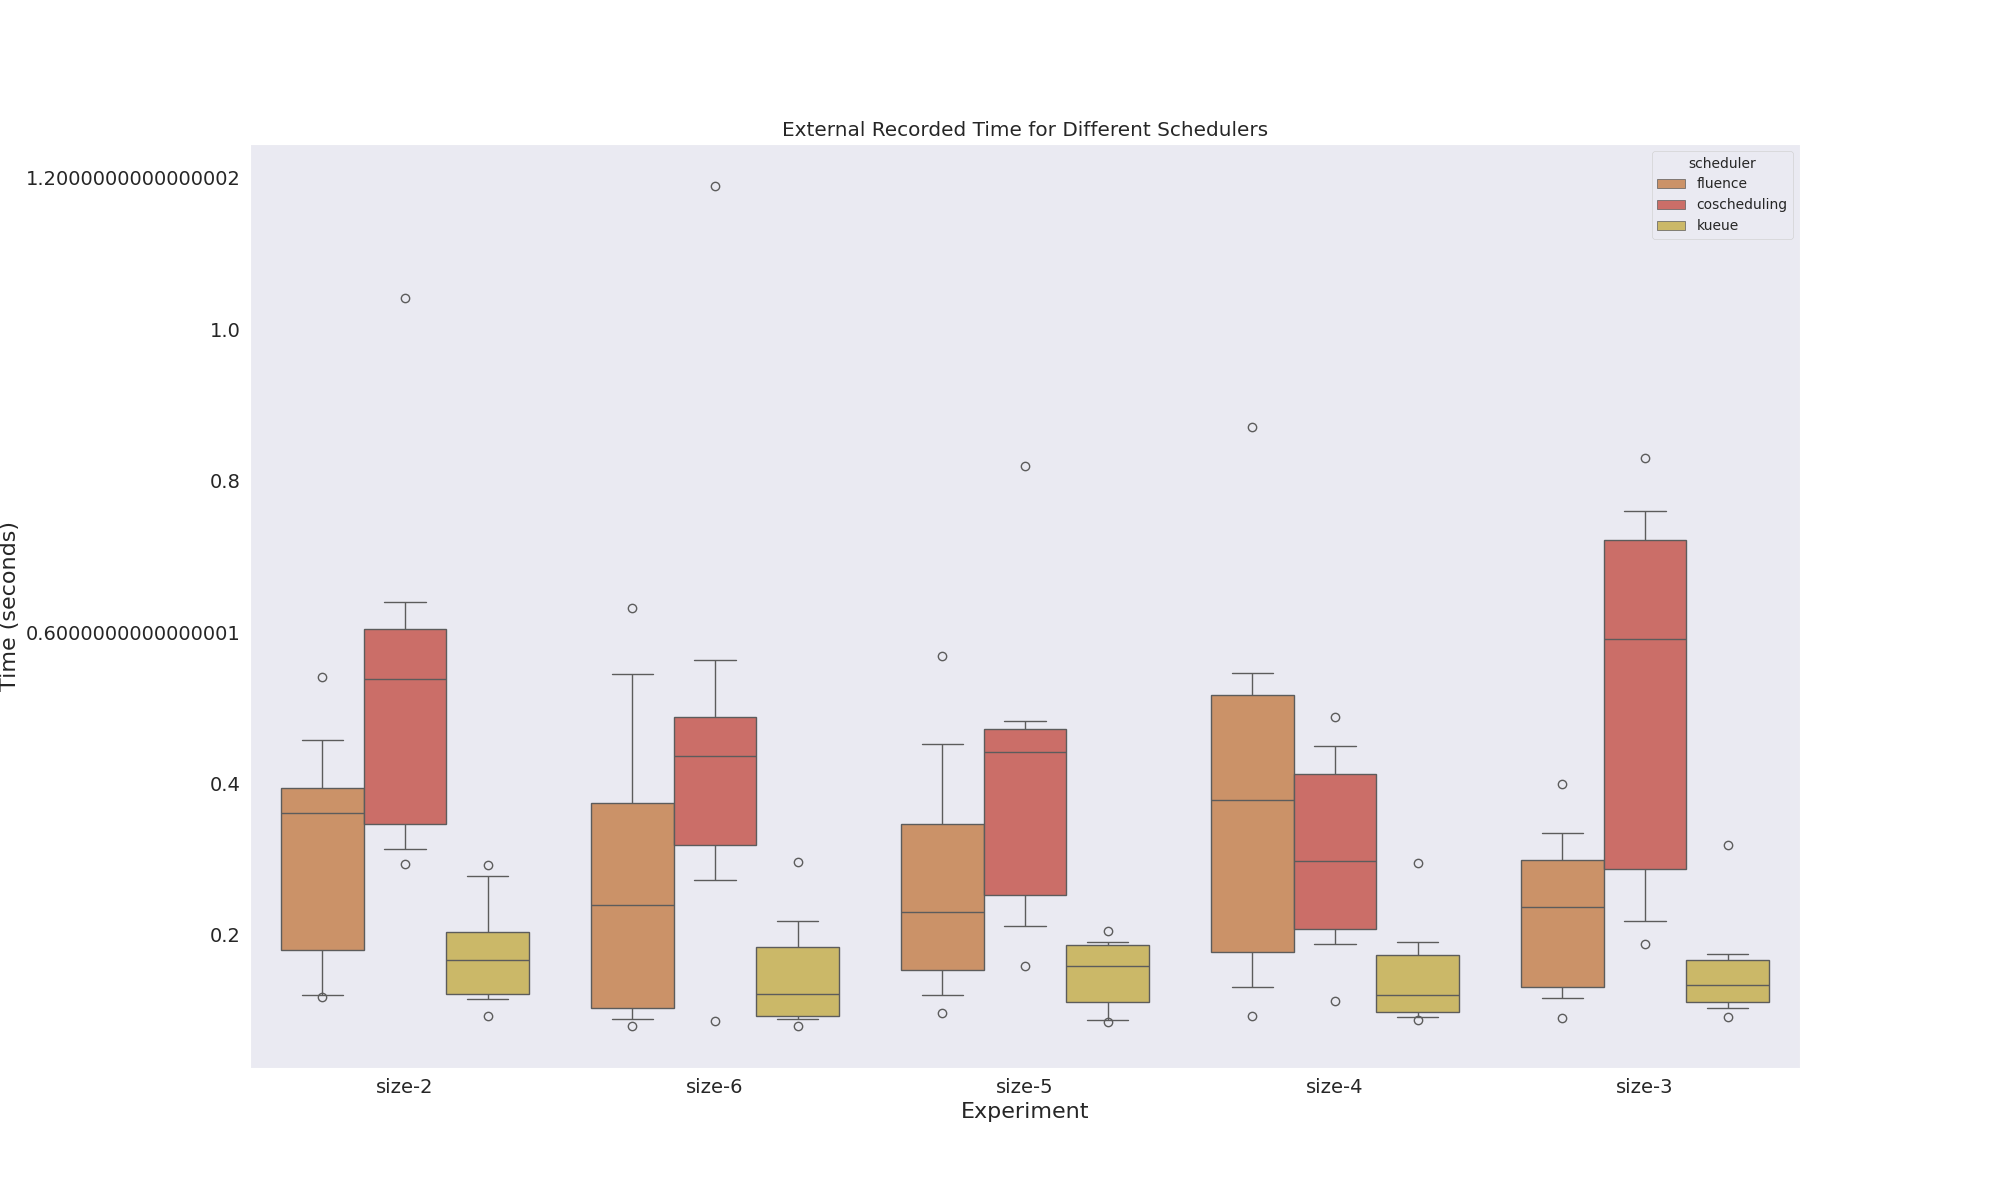 External Recorded Time for Different Schedulers
scheduler
fluence
coscheduling
kueue
1.2000000000000002
1.0
0.8
0.6000000000000001
0.4
0.2
Time (seconds)
size-2
size-6
size-5
size-4
size-3
Experiment